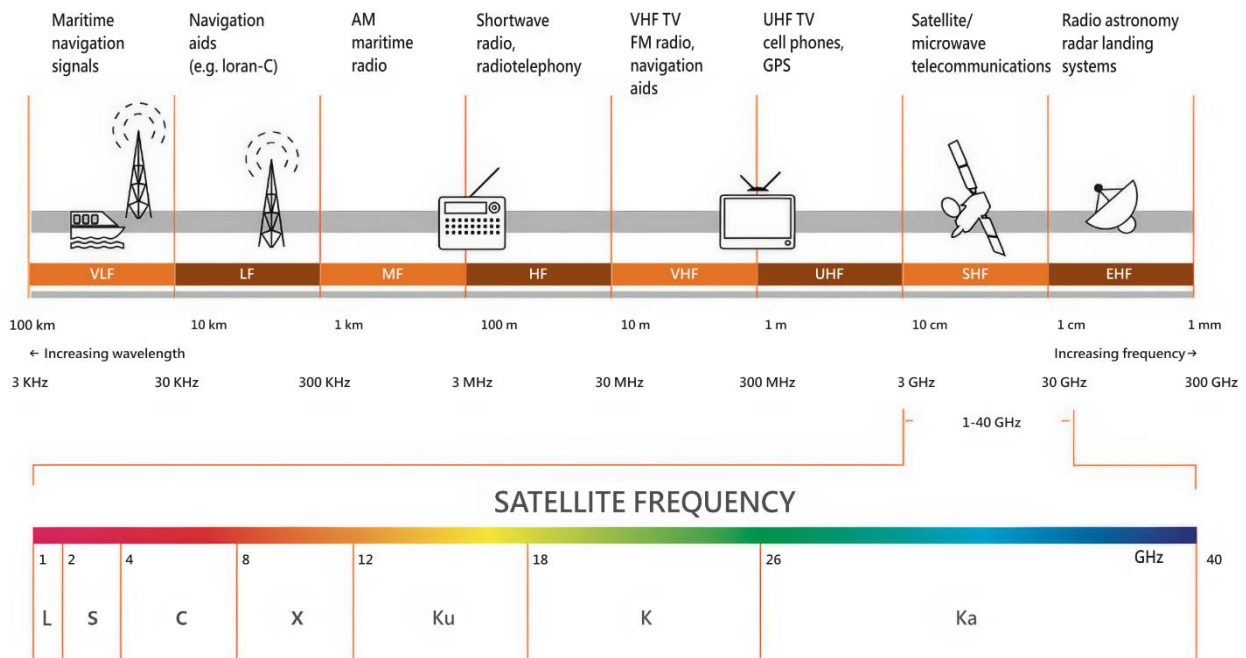 Maritime
navigation
signals
Navigation
aids
(e.g. loran-C)
AM
maritime
radio
Shortwave
radio,
radiotelephony
VHF TV
FM radio,
navigation
aids
UHF TV
cell phones,
GPS
Satellite/
microwave
telecommunications
Radio astronomy
radar landing
systems
VLF LF MF HF VHF UHF SHF EHF
100 km 10 km 1 km 100 m 10 m 1 m 10 cm 1 cm 1 mm
← Increasing wavelength Increasing frequency→
3 KHz 30 KHz 300 KHz 3 MHz 30 MHz 300 MHz 3 GHz 30 GHz 300 GHz
1-40 GHz
SATELLITE FREQUENCY
1 2 4 8 12 18 26 GHz 40
L S C X Ku K Ka